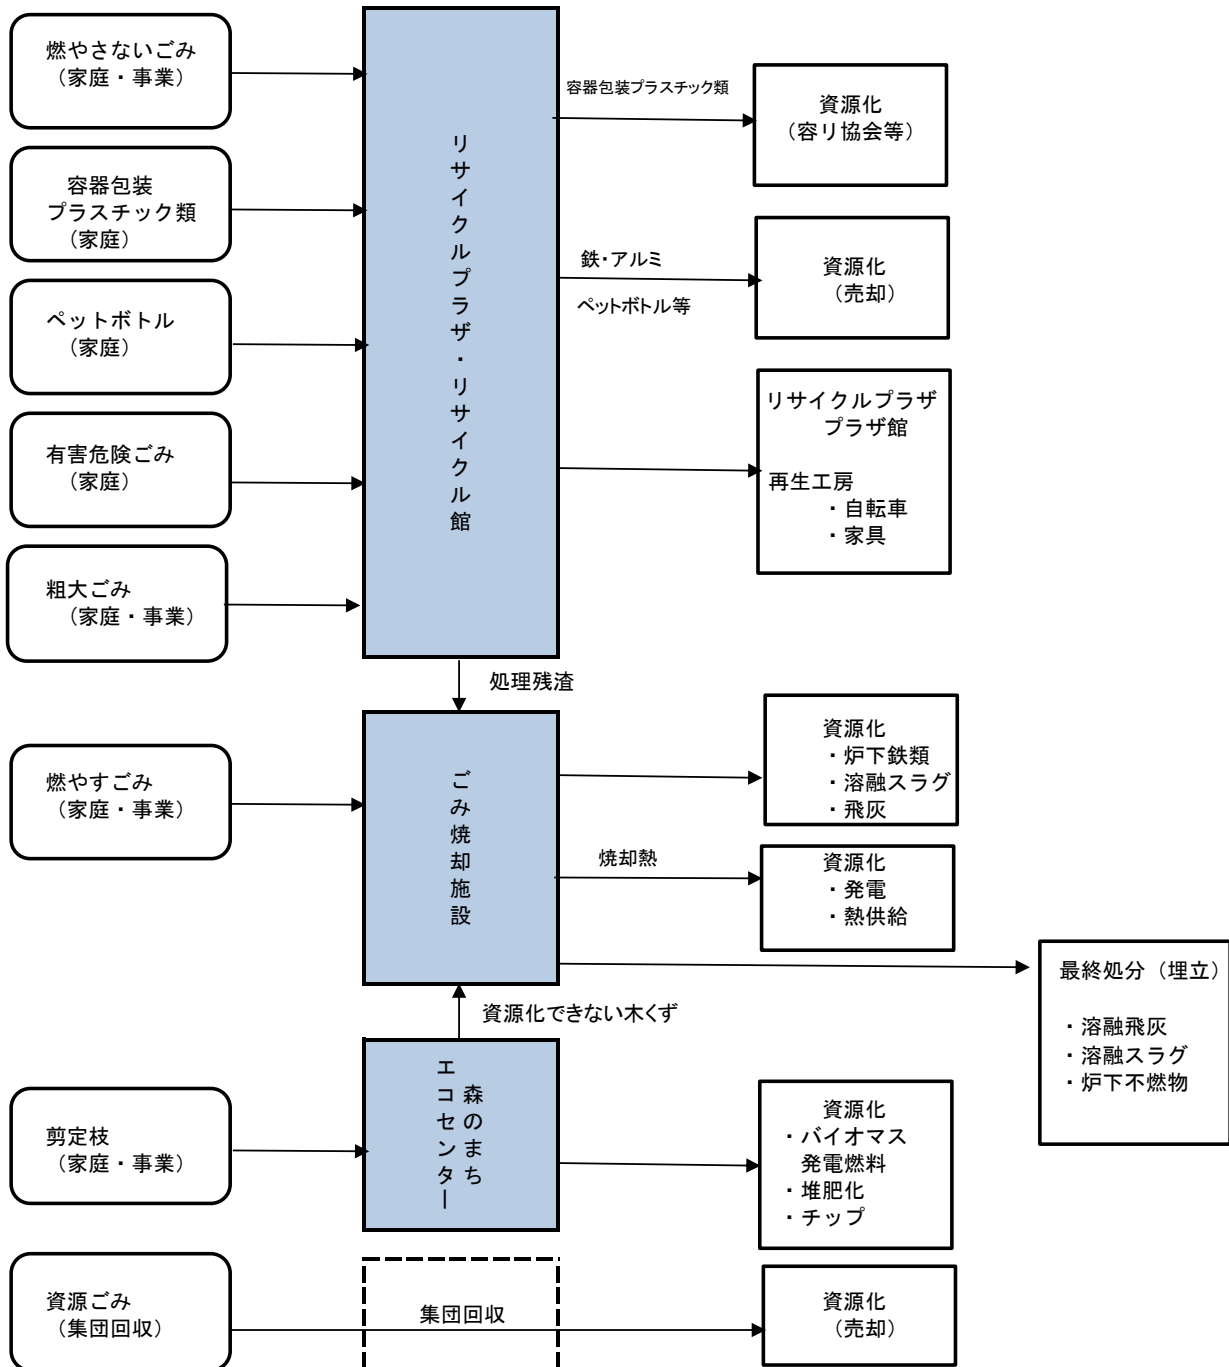 燃やさないごみ
（家庭・事業）
容器包装
プラスチック類
（家庭）
ペットボトル
（家庭）
有害危険ごみ
（家庭）
粗大ごみ
（家庭・事業）
リサイクルプラザ・リサイクル館
容器包装プラスチック類
資源化
（容リ協会等）
鉄・アルミ
ペットボトル等
資源化
（売却）
リサイクルプラザ
プラザ館
再生工房
・自転車
・家具
処理残渣
燃やすごみ
（家庭・事業）
ごみ焼却施設
資源化
・炉下鉄類
・溶融スラグ
・飛灰
焼却熱
資源化
・発電
・熱供給
最終処分（埋立）
・溶融飛灰
・溶融スラグ
・炉下不燃物
資源化できない木くず
剪定枝
（家庭・事業）
森のまち
エコセンター
資源化
・バイオマス
発電燃料
・堆肥化
・チップ
資源ごみ
（集団回収）
集団回収
資源化
（売却）